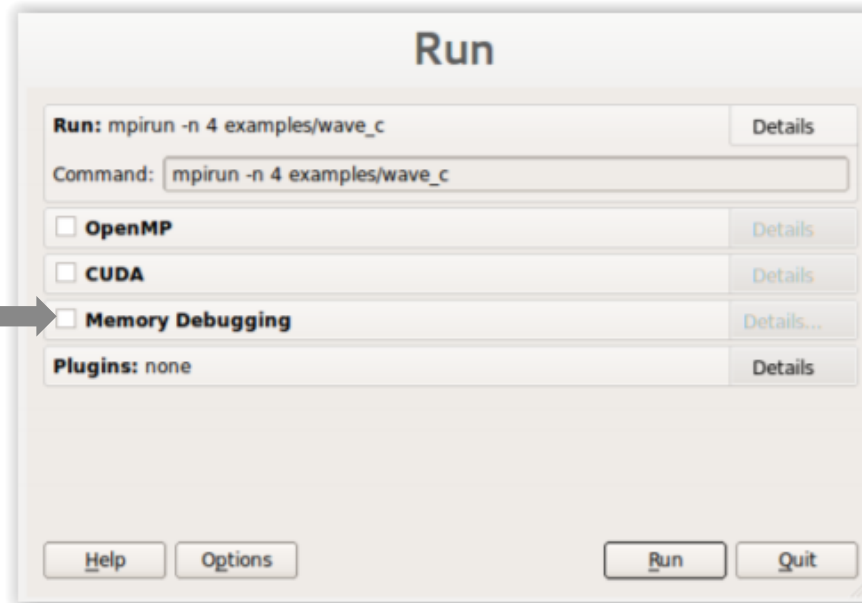 Run
Run: mpirun -n 4 examples/wave_c Details
Command: mpirun -n 4 examples/wave_c
OpenMP Details
CUDA Details
Memory Debugging Details...
Plugins: none Details
Help Options Run Quit